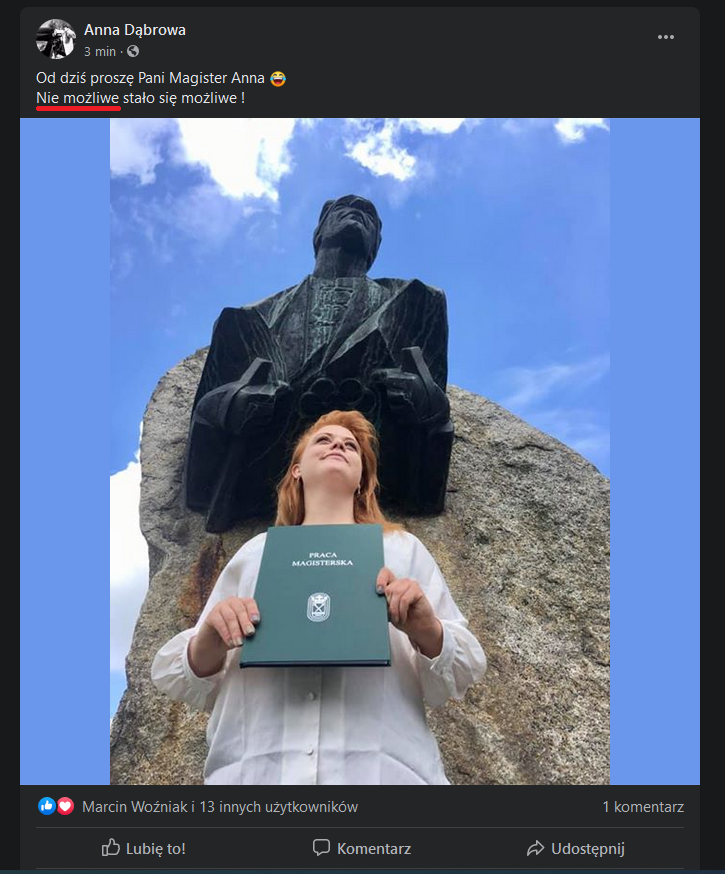 Anna Dąbrowa
3 min ·
Od dziś proszę Pani Magister Anna 😂
Nie możliwe stało się możliwe !
PRACA
MAGISTERSKA
Marcin Woźniak i 13 innych użytkowników
1 komentarz
Lubię to!
Komentarz
Udostępnij